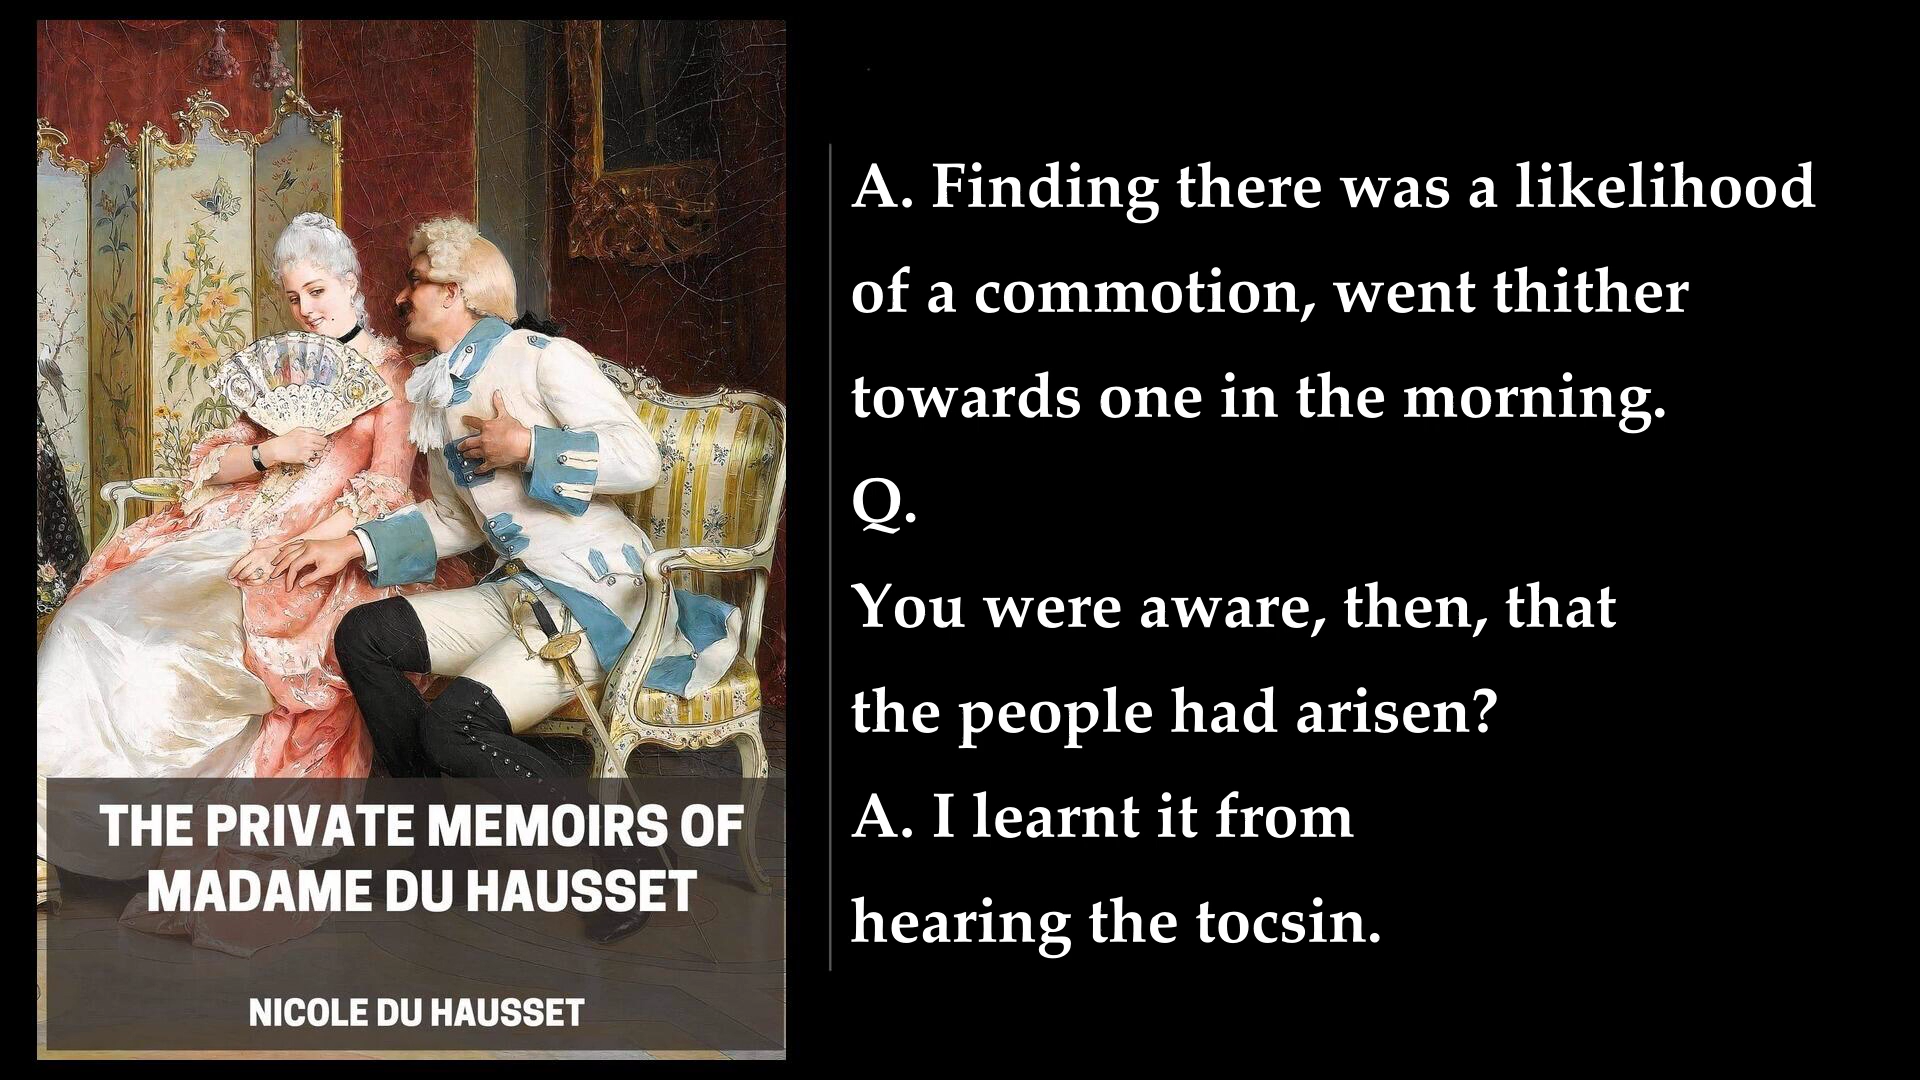 THE PRIVATE MEMOIRS OF
MADAME DU HAUSSET
NICOLE DU HAUSSET
A. Finding there was a likelihood
of a commotion, went thither
towards one in the morning.
Q.
You were aware, then, that
the people had arisen?
A. I learnt it from
hearing the tocsin.